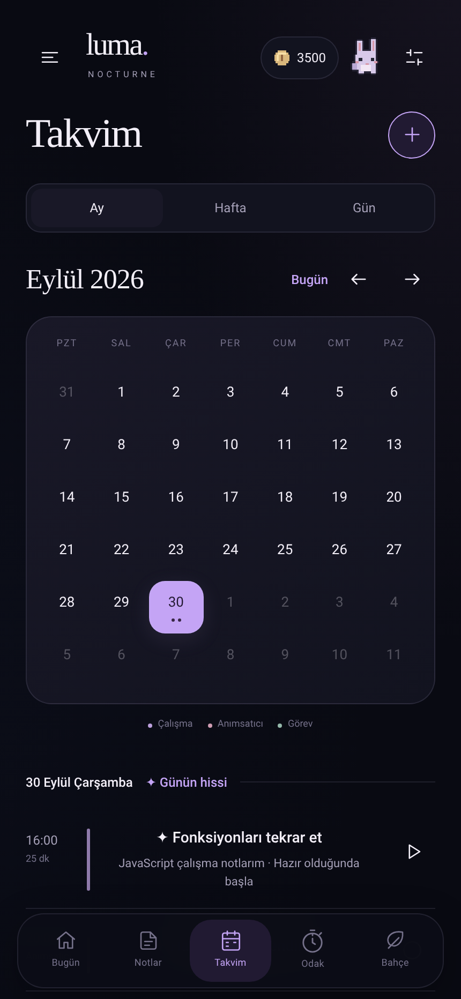 luma.
NOCTURNE
3500
Takvim
Ay Hafta Gün
Eylül 2026 Bugün
PZT SAL ÇAR PER CUM CMT PAZ
31 1 2 3 4 5 6
7 8 9 10 11 12 13
14 15 16 17 18 19 20
21 22 23 24 25 26 27
28 29 30 1 2 3 4
5 6 7 8 9 10 11
Çalışma Anımsatıcı Görev
30 Eylül Çarşamba ✦ Günün hissi
16:00
25 dk
✦ Fonksiyonları tekrar et
JavaScript çalışma notlarım · Hazır olduğunda
başla
Bugün Notlar Takvim Odak Bahçe